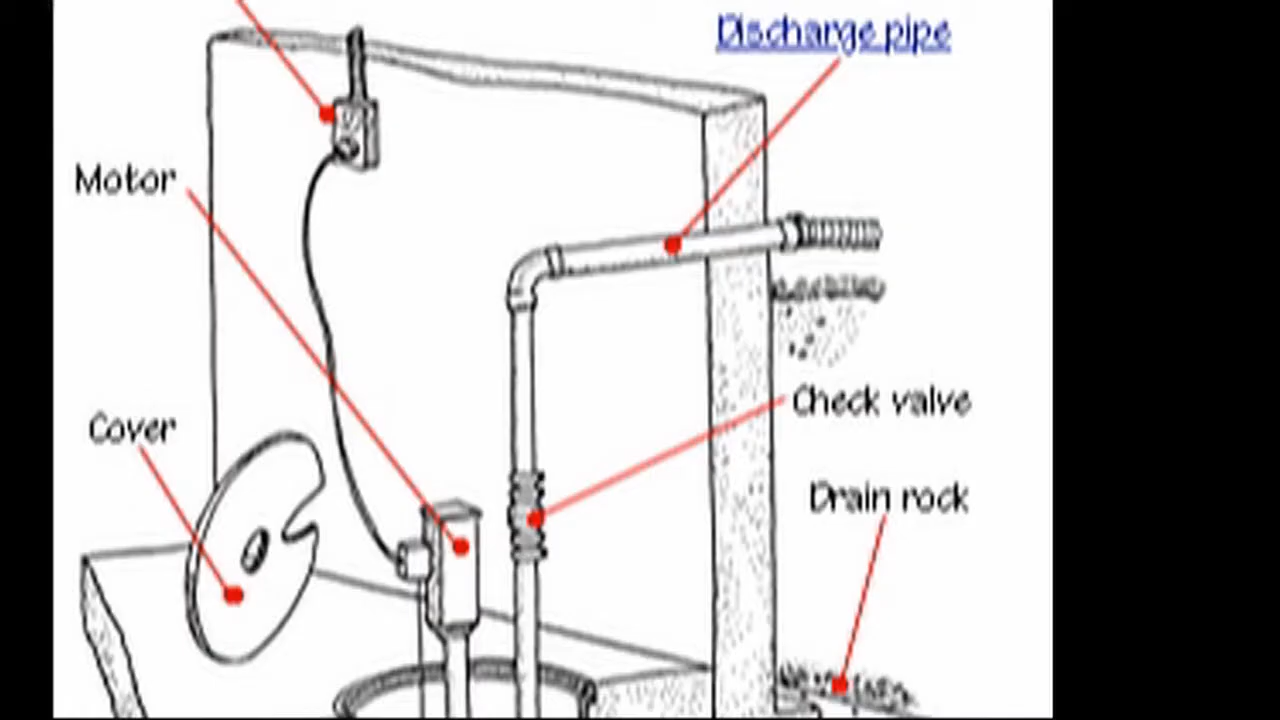 Discharge pipe
Motor
Check valve
Cover
Drain rock